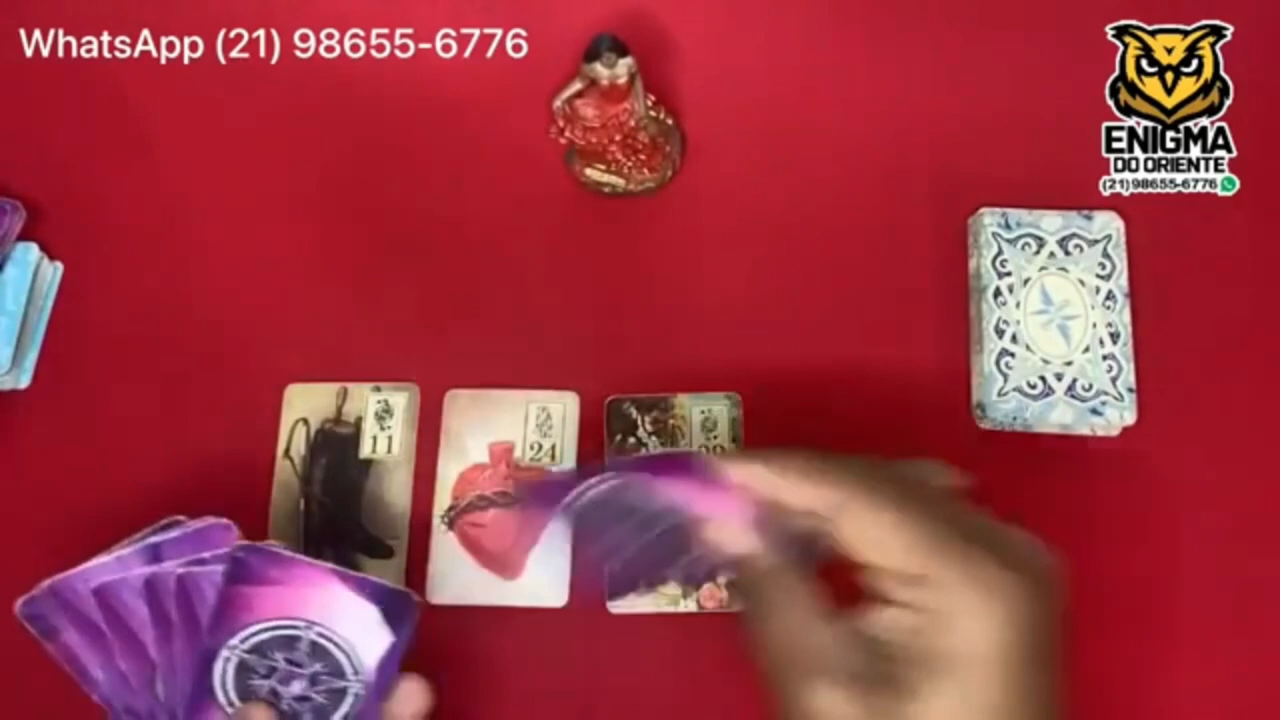 WhatsApp (21) 98655-6776
ENIGMA
DO ORIENTE
(21)98655-6776
11
24